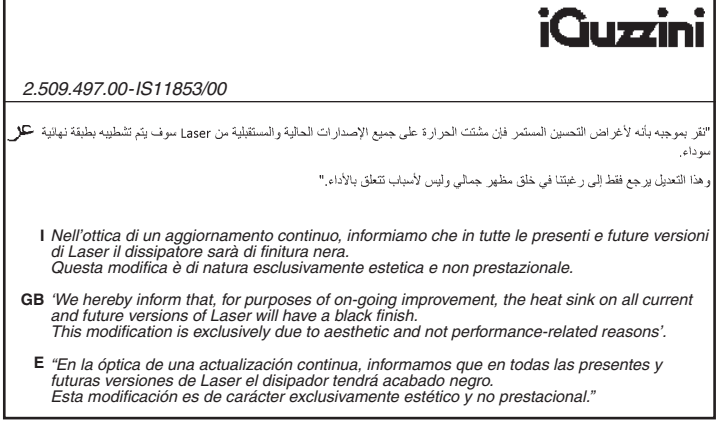 iGuzzini
2.509.497.00-IS11853/00
عر "نقر بموجبه بأنه لأغراض التحسين المستمر فإن مشتت الحرارة على جميع الإصدارات الحالية والمستقبلية من Laser سوف يتم تشطيبه بطبقة نهائية
سوداء.
وهذا التعديل يرجع فقط إلى رغبتنا في خلق مظهر جمالي وليس لأسباب تتعلق بالأداء."
I Nell'ottica di un aggiornamento continuo, informiamo che in tutte le presenti e future versioni
di Laser il dissipatore sarà di finitura nera.
Questa modifica è di natura esclusivamente estetica e non prestazionale.
GB 'We hereby inform that, for purposes of on-going improvement, the heat sink on all current
and future versions of Laser will have a black finish.
This modification is exclusively due to aesthetic and not performance-related reasons'.
E "En la óptica de una actualización continua, informamos que en todas las presentes y
futuras versiones de Laser el disipador tendrá acabado negro.
Esta modificación es de carácter exclusivamente estético y no prestacional."